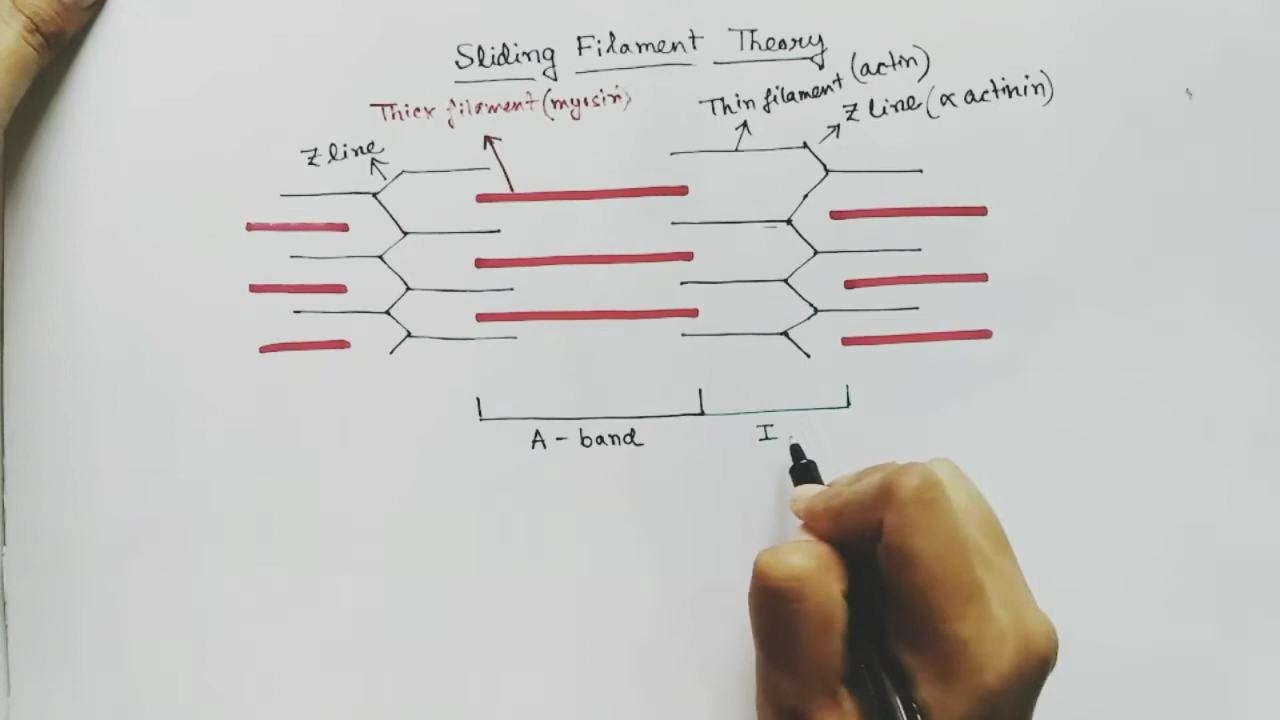 Sliding Filament Theory
Thick filament (myosin)
Thin filament (actin)
Z line (α actinin)
Z line
A - band
I